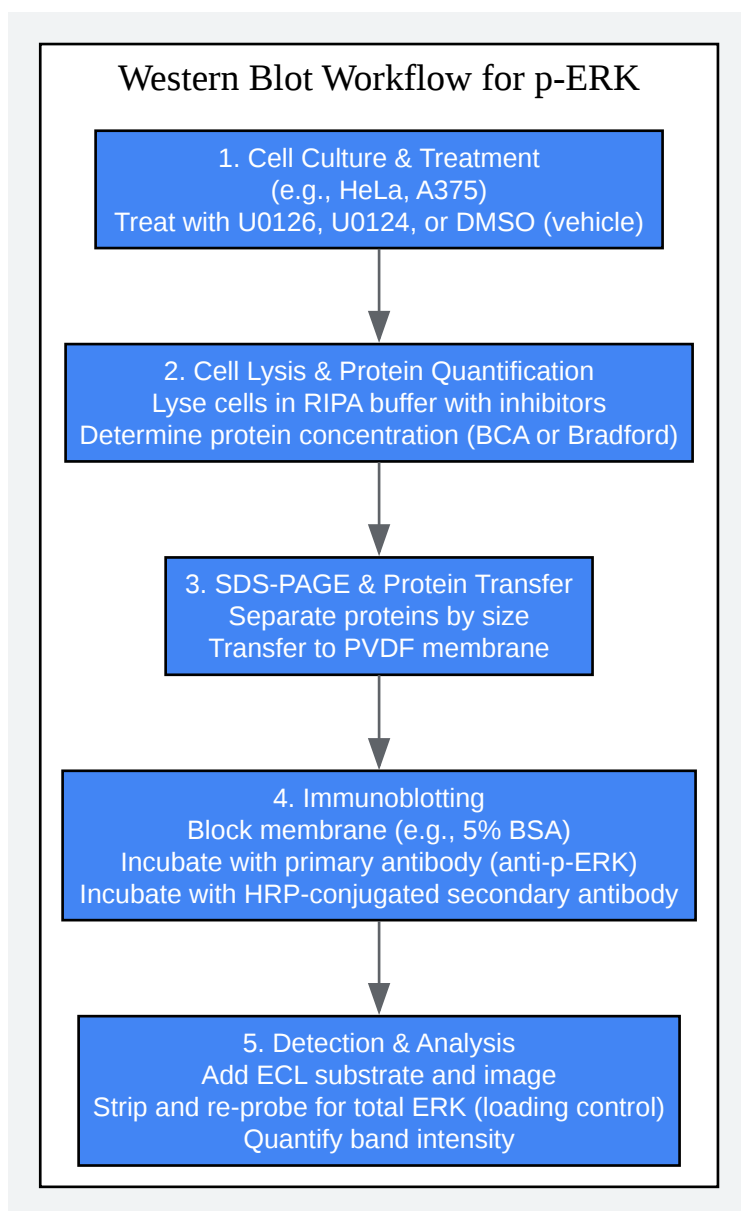 Western Blot Workflow for p-ERK
1. Cell Culture & Treatment
(e.g., HeLa, A375)
Treat with U0126, U0124, or DMSO (vehicle)
2. Cell Lysis & Protein Quantification
Lyse cells in RIPA buffer with inhibitors
Determine protein concentration (BCA or Bradford)
3. SDS-PAGE & Protein Transfer
Separate proteins by size
Transfer to PVDF membrane
4. Immunoblotting
Block membrane (e.g., 5% BSA)
Incubate with primary antibody (anti-p-ERK)
Incubate with HRP-conjugated secondary antibody
5. Detection & Analysis
Add ECL substrate and image
Strip and re-probe for total ERK (loading control)
Quantify band intensity